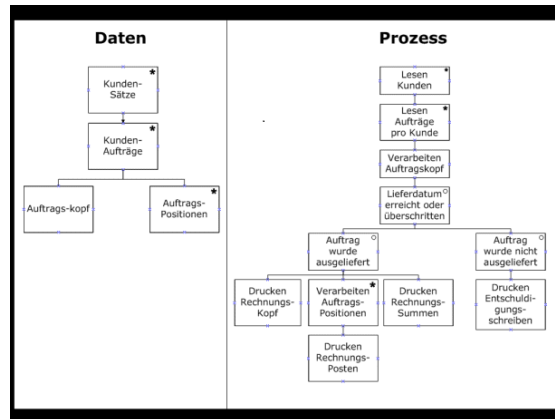 Daten
Kunden-
Sätze
*
Kunden-
Aufträge
*
Auftrags-kopf
Auftrags-
Positionen
*
Prozess
Lesen
Kunden
*
Lesen
Aufträge
pro Kunde
*
Verarbeiten
Auftragskopf
Lieferdatum
erreicht oder
überschritten
Auftrag
wurde
ausgeliefert
Auftrag
wurde nicht
ausgeliefert
Drucken
Rechnungs-
Kopf
Verarbeiten
Auftrags-
Positionen
*
Drucken
Rechnungs-
Summen
Drucken
Entschuldi-
gungs-
schreiben
Drucken
Rechnungs-
Posten